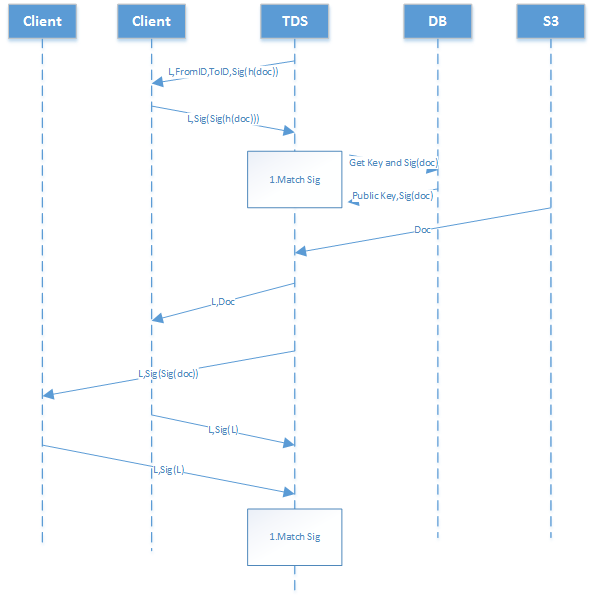 Client Client TDS DB S3
L,FromID,ToID,Sig(h(doc))
L,Sig(Sig(h(doc)))
Get Key and Sig(doc)
1.Match Sig
Public Key,Sig(doc)
Doc
L,Doc
L,Sig(Sig(doc))
L,Sig(L)
L,Sig(L)
1.Match Sig